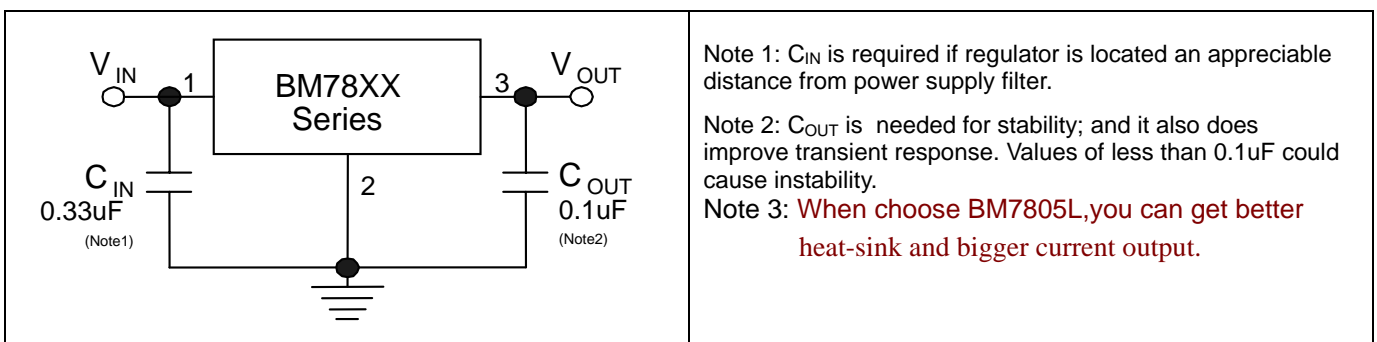 V IN
1
BM78XX
Series
3
V OUT
C IN
0.33uF
(Note1)
2
C OUT
0.1uF
(Note2)
Note 1: CIN is required if regulator is located an appreciable
distance from power supply filter.
Note 2: COUT is  needed for stability; and it also does
improve transient response. Values of less than 0.1uF could
cause instability.
Note 3: When choose BM7805L,you can get better
heat-sink and bigger current output.